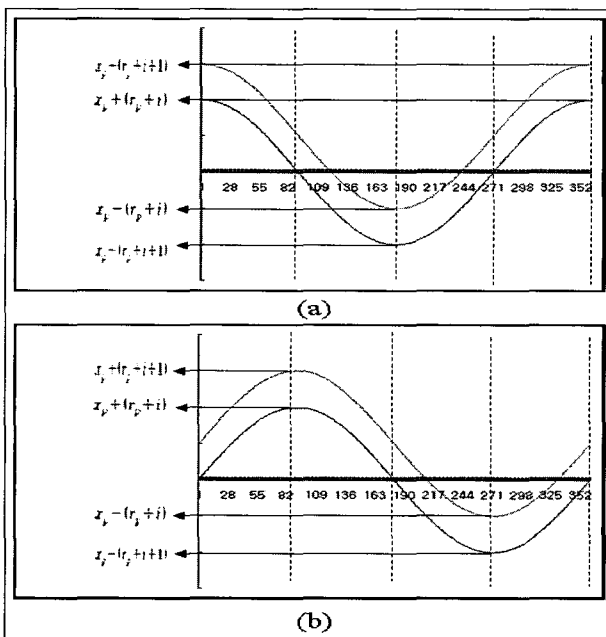 x_p+(r_p+i+1)
x_p+(r_p+i)
1 28 55 82 109 136 163 190 217 244 271 298 325 352
x_p−(r_p+i)
x_p−(r_p+i+1)
(a)
x_p+(r_p+i+1)
x_p+(r_p+i)
1 28 55 82 109 136 163 190 217 244 271 298 325 352
x_p−(r_p+i)
x_p−(r_p+i+1)
(b)